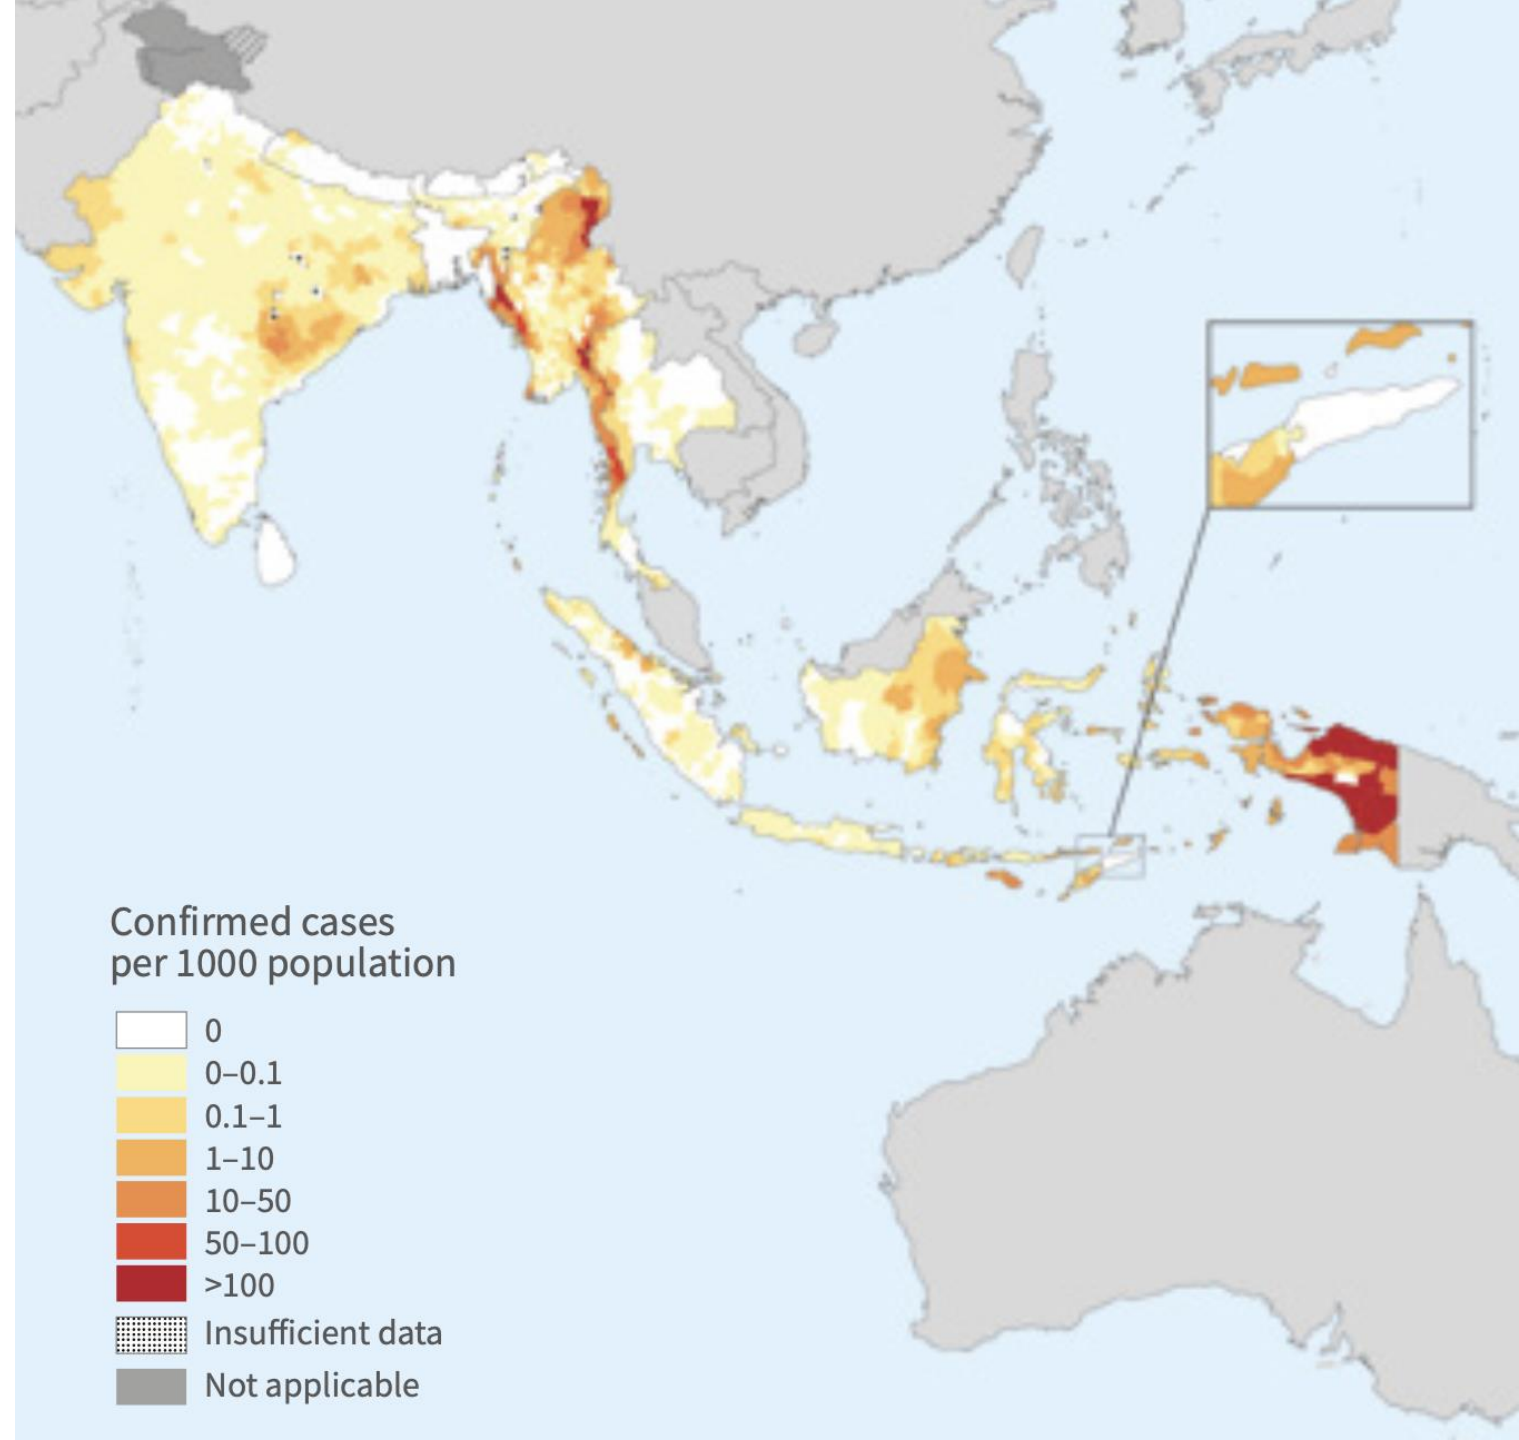 Confirmed cases
per 1000 population
0
0–0.1
0.1–1
1–10
10–50
50–100
>100
Insufficient data
Not applicable